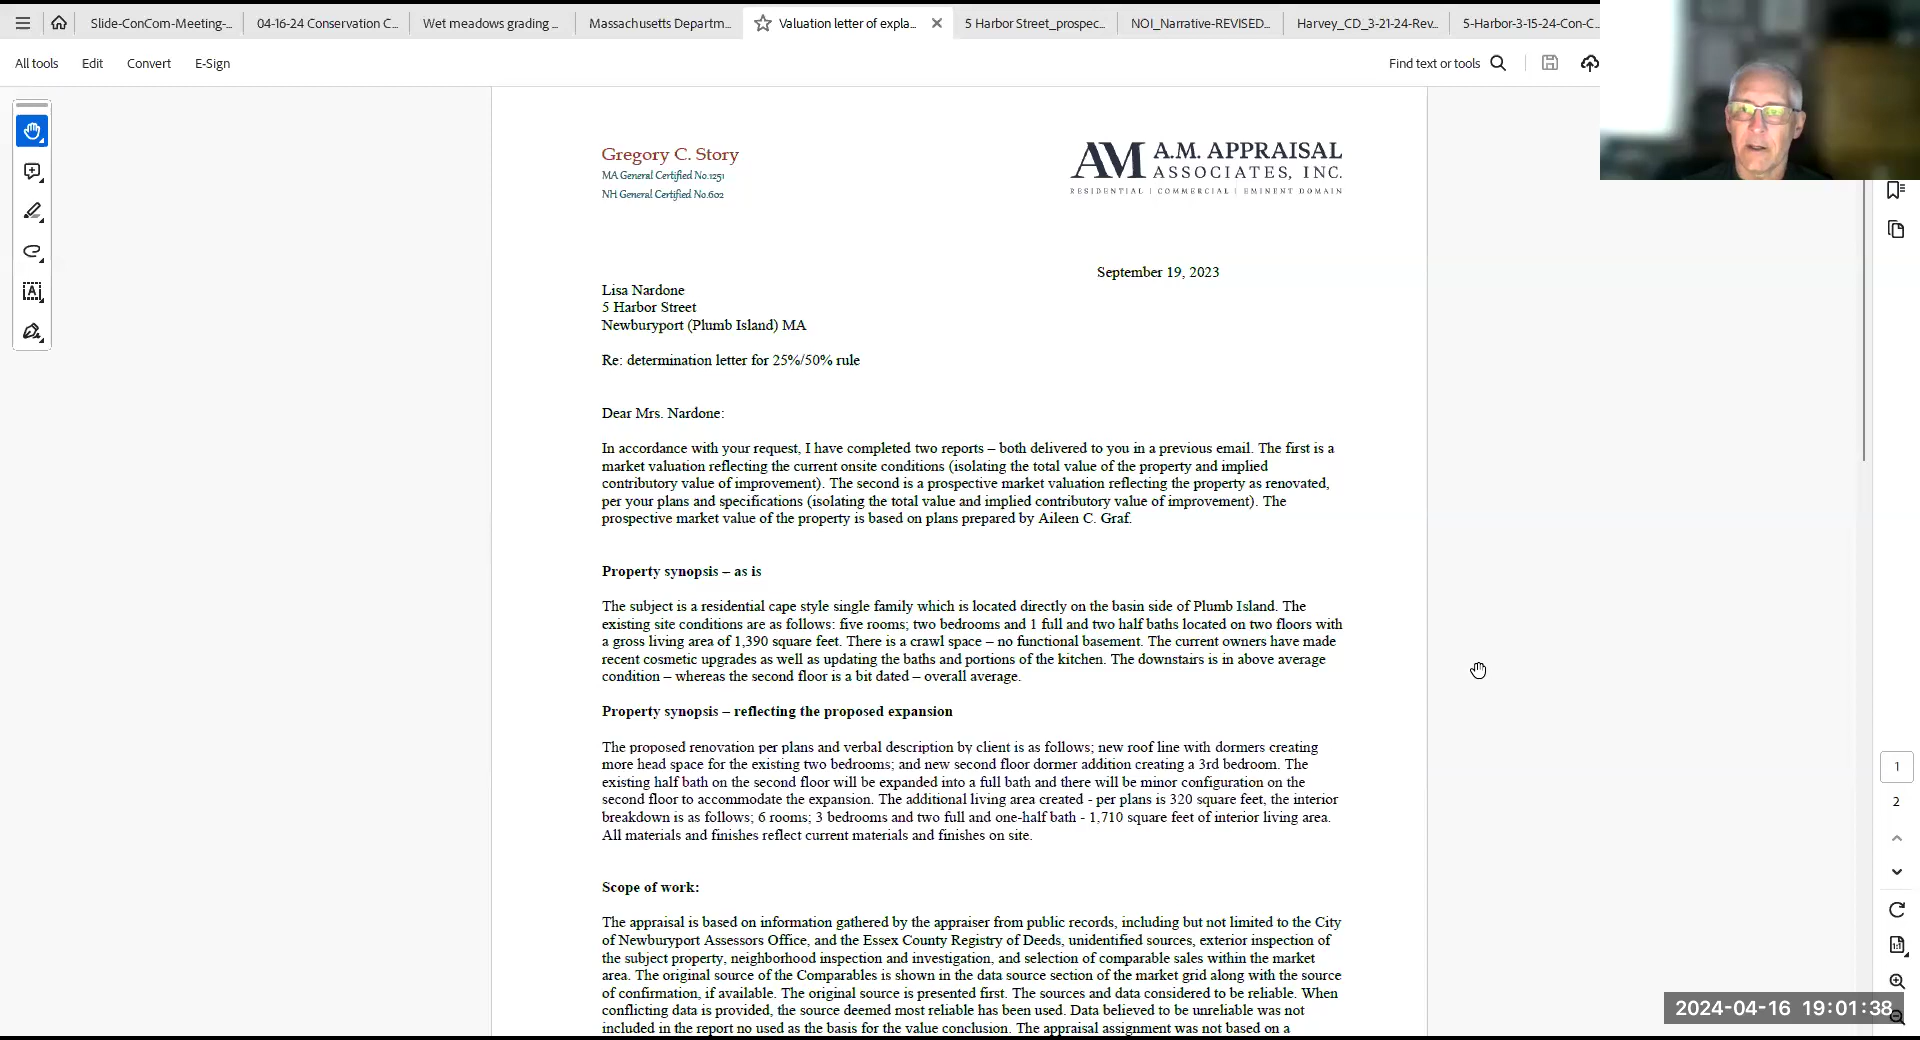 Slide-ConCom-Meeting-...
04-16-24 Conservation C...
Wet meadows grading ...
Massachusetts Departm...
Valuation letter of expla...
5 Harbor Street_prospec...
NOI_Narrative-REVISED...
Harvey_CD_3-21-24-Rev...
5-Harbor-3-15-24-Con-C...
All tools Edit Convert E-Sign
Find text or tools
Gregory C. Story
MA General Certified No.1251
NH General Certified No.602
AM A.M. APPRAISAL
ASSOCIATES, INC.
RESIDENTIAL | COMMERCIAL | EMINENT DOMAIN
September 19, 2023
Lisa Nardone
5 Harbor Street
Newburyport (Plumb Island) MA
Re: determination letter for 25%/50% rule
Dear Mrs. Nardone:
In accordance with your request, I have completed two reports – both delivered to you in a previous email. The first is a
market valuation reflecting the current onsite conditions (isolating the total value of the property and implied
contributory value of improvement). The second is a prospective market valuation reflecting the property as renovated,
per your plans and specifications (isolating the total value and implied contributory value of improvement). The
prospective market value of the property is based on plans prepared by Aileen C. Graf.
Property synopsis – as is
The subject is a residential cape style single family which is located directly on the basin side of Plumb Island. The
existing site conditions are as follows: five rooms; two bedrooms and 1 full and two half baths located on two floors with
a gross living area of 1,390 square feet. There is a crawl space – no functional basement. The current owners have made
recent cosmetic upgrades as well as updating the baths and portions of the kitchen. The downstairs is in above average
condition – whereas the second floor is a bit dated – overall average.
Property synopsis – reflecting the proposed expansion
The proposed renovation per plans and verbal description by client is as follows; new roof line with dormers creating
more head space for the existing two bedrooms; and new second floor dormer addition creating a 3rd bedroom. The
existing half bath on the second floor will be expanded into a full bath and there will be minor configuration on the
second floor to accommodate the expansion. The additional living area created - per plans is 320 square feet, the interior
breakdown is as follows; 6 rooms; 3 bedrooms and two full and one-half bath - 1,710 square feet of interior living area.
All materials and finishes reflect current materials and finishes on site.
Scope of work:
The appraisal is based on information gathered by the appraiser from public records, including but not limited to the City
of Newburyport Assessors Office, and the Essex County Registry of Deeds, unidentified sources, exterior inspection of
the subject property, neighborhood inspection and investigation, and selection of comparable sales within the market
area. The original source of the Comparables is shown in the data source section of the market grid along with the source
of confirmation, if available. The original source is presented first. The sources and data considered to be reliable. When
conflicting data is provided, the source deemed most reliable has been used. Data believed to be unreliable was not
included in the report no used as the basis for the value conclusion. The appraisal assignment was not based on a
1
2
2024-04-16 19:01:38